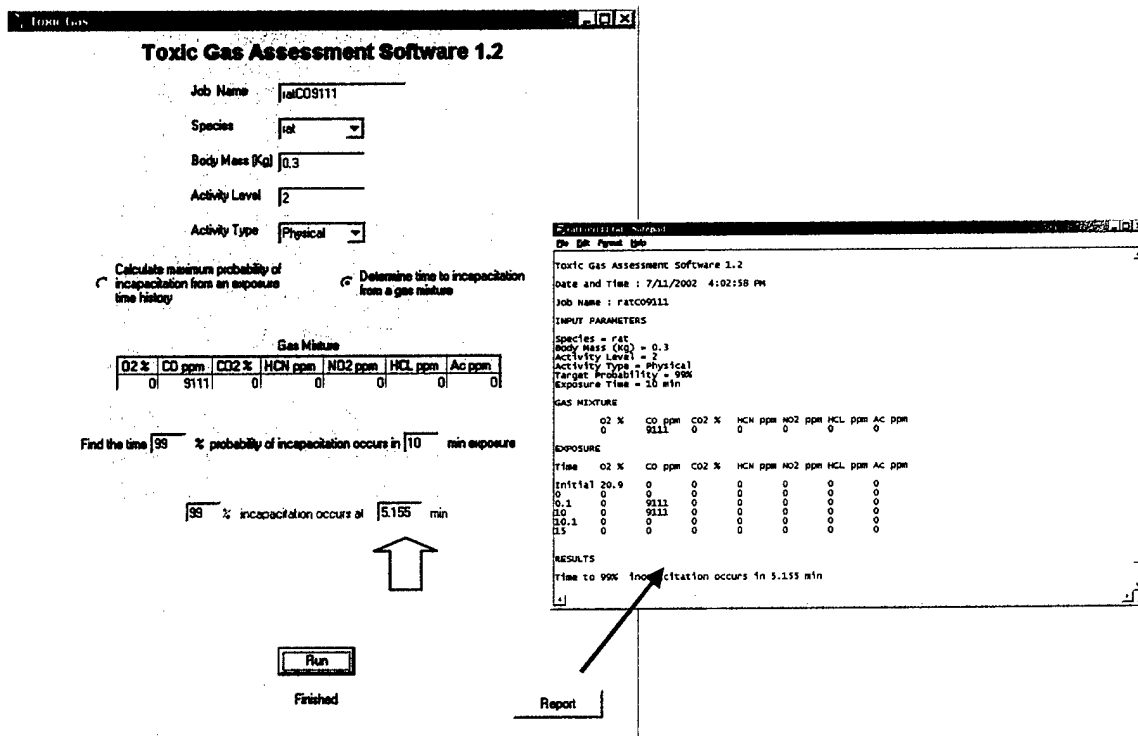 Toxic Gas
Toxic Gas Assessment Software 1.2
Job Name ratCO9111
Species rat
Body Mass (Kg) 0.3
Activity Level 2
Activity Type Physical
Calculate maximum probability of
incapacitation from an exposure
time history
Determine time to incapacitation
from a gas mixture
Gas Mixture
O2 % CO ppm CO2 % HCN ppm NO2 ppm HCL ppm Ac ppm
0 9111 0 0 0 0 0
Find the time 99 % probability of incapacitation occurs in 10 min exposure
99 % incapacitation occurs at 5.155 min
Run
Finished
Report
Notepad
File Edit Format Help
Toxic Gas Assessment Software 1.2
Date and Time : 7/11/2002 4:02:58 PM
Job Name : ratCO9111
INPUT PARAMETERS
Species = rat
Body Mass (Kg) = 0.3
Activity Level = 2
Activity Type = Physical
Target Probability = 99%
Exposure Time = 10 min
GAS MIXTURE
O2 % CO ppm CO2 % HCN ppm NO2 ppm HCL ppm AC ppm
0 9111 0 0 0 0 0
EXPOSURE
Time O2 % CO ppm CO2 % HCN ppm NO2 ppm HCL ppm AC ppm
Initial 20.9 0 0 0 0 0 0
0 0 0 0 0 0 0 0
0.1 0 9111 0 0 0 0 0
10 0 9111 0 0 0 0 0
10.1 0 0 0 0 0 0 0
15 0 0 0 0 0 0 0
RESULTS
Time to 99% incapacitation occurs in 5.155 min